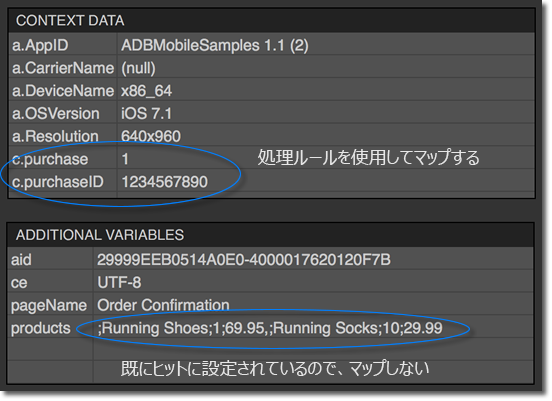 CONTEXT DATA
a.AppID ADBMobileSamples 1.1 (2)
a.CarrierName (null)
a.DeviceName x86_64
a.OSVersion iOS 7.1
a.Resolution 640x960
c.purchase 1 処理ルールを使用してマップする
c.purchaseID 1234567890
ADDITIONAL VARIABLES
aid 29999EEB0514A0E0-4000017620120F7B
ce UTF-8
pageName Order Confirmation
products ;Running Shoes;1;69.95,;Running Socks;10;29.99
既にヒットに設定されているので、マップしない